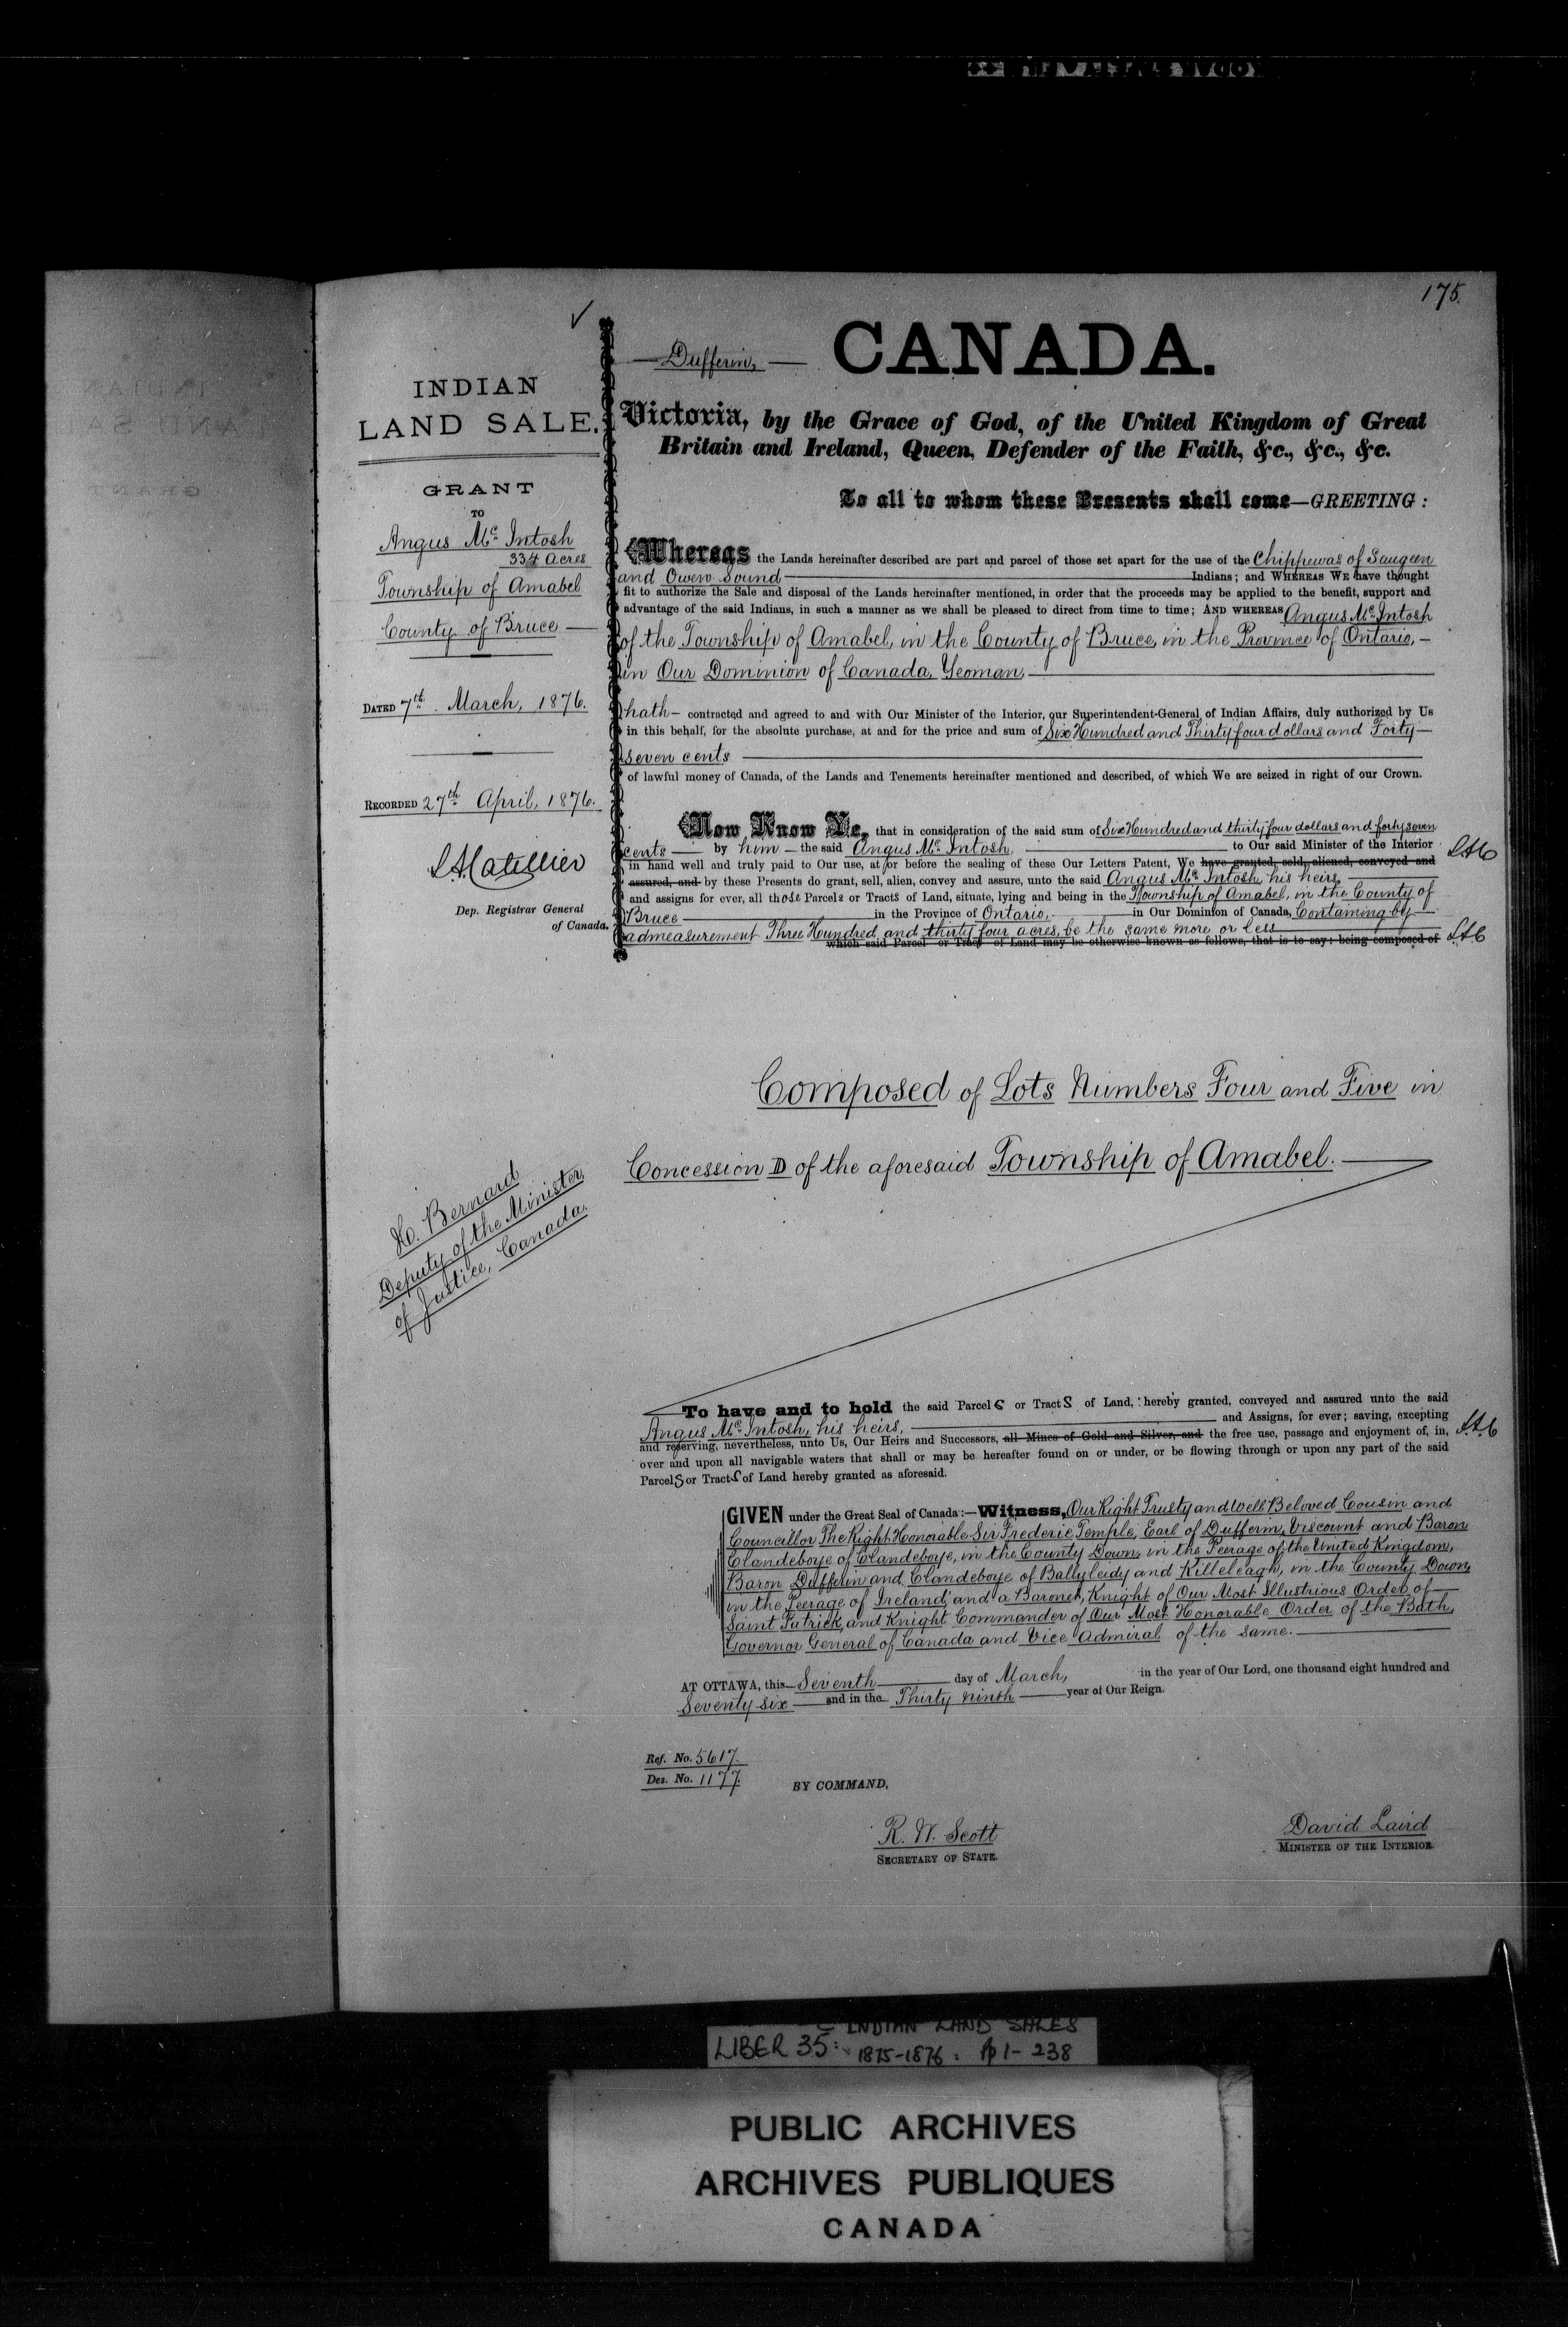 175.
INDIAN
LAND SALE.
GRANT
TO
Angus Mc. Intosh
334 Acres
Township of Amabel
County of Bruce
DATED 7th. March, 1876.
RECORDED 27th April, 1876.
Dep. Registrar General
of Canada.
H. Bernard
Deputy of the Minister
of Justice, Canada.
Dufferin,
CANADA.
Victoria, by the Grace of God, of the United Kingdom of Great
Britain and Ireland, Queen, Defender of the Faith, &c., &c., &c.
To all to whom these Presents shall come—GREETING:
Whereas the Lands hereinafter described are part and parcel of those set apart for the use of the Chippewas of Saugeen
and Owen Sound Indians; and WHEREAS WE have thought
fit to authorize the Sale and disposal of the Lands hereinafter mentioned, in order that the proceeds may be applied to the benefit, support and
advantage of the said Indians, in such a manner as we shall be pleased to direct from time to time; AND WHEREAS Angus Mc. Intosh
of the Township of Amabel, in the County of Bruce, in the Province of Ontario, —
in Our Dominion of Canada, Yeoman,
hath — contracted and agreed to and with Our Minister of the Interior, our Superintendent-General of Indian Affairs, duly authorized by Us
in this behalf, for the absolute purchase, at and for the price and sum of Six Hundred and Thirty four dollars and Forty —
seven cents
of lawful money of Canada, of the Lands and Tenements hereinafter mentioned and described, of which We are seized in right of our Crown.
Now Know Ye, that in consideration of the said sum of Six Hundred and thirty four dollars and forty seven
cents — by him — the said Angus Mc. Intosh, to Our said Minister of the Interior
in hand well and truly paid to Our use, at or before the sealing of these Our Letters Patent, We have granted, sold, aliened, conveyed and
assured, and by these Presents do grant, sell, alien, convey and assure, unto the said Angus Mc. Intosh, his heirs,
and assigns for ever, all those Parcels or Tracts of Land, situate, lying and being in the Township of Amabel, in the County of
Bruce in the Province of Ontario, in Our Dominion of Canada, Containing by —
admeasurement Three Hundred and thirty four acres, be the same more or less
which said Parcel or Tract of Land may be otherwise known as follows, that is to say: being composed of
Composed of Lots Numbers Four and Five in
Concession D of the aforesaid Township of Amabel.
To have and to hold the said Parcels or Tracts of Land, hereby granted, conveyed and assured unto the said
Angus Mc. Intosh, his heirs, and Assigns, for ever; saving, excepting
and reserving, nevertheless, unto Us, Our Heirs and Successors, all Mines of Gold and Silver, and the free use, passage and enjoyment of, in,
over and upon all navigable waters that shall or may be hereafter found on or under, or be flowing through or upon any part of the said
Parcels or Tracts of Land hereby granted as aforesaid.
GIVEN under the Great Seal of Canada:—Witness, Our Right Trusty and Well Beloved Cousin and
Councillor The Right Honorable Sir Frederic Temple, Earl of Dufferin, Viscount and Baron
Clandeboye of Clandeboye, in the County Down, in the Peerage of the United Kingdom,
Baron Dufferin and Clandeboye of Ballyleidy and Killeleagh, in the County Down,
in the Peerage of Ireland, and a Baronet, Knight of Our Most Illustrious Order of —
Saint Patrick, and Knight Commander of Our Most Honorable Order of the Bath,
Governor General of Canada and Vice Admiral of the same.
AT OTTAWA, this Seventh day of March, in the year of Our Lord, one thousand eight hundred and
Seventy six — and in the Thirty ninth — year of Our Reign.
Ref. No. 5617.
Des. No. 1177.
BY COMMAND,
R. W. Scott
SECRETARY OF STATE.
David Laird
MINISTER OF THE INTERIOR.
INDIAN LAND SALES
LIBER 35: 1875-1876: pp 1-238
PUBLIC ARCHIVES
ARCHIVES PUBLIQUES
CANADA